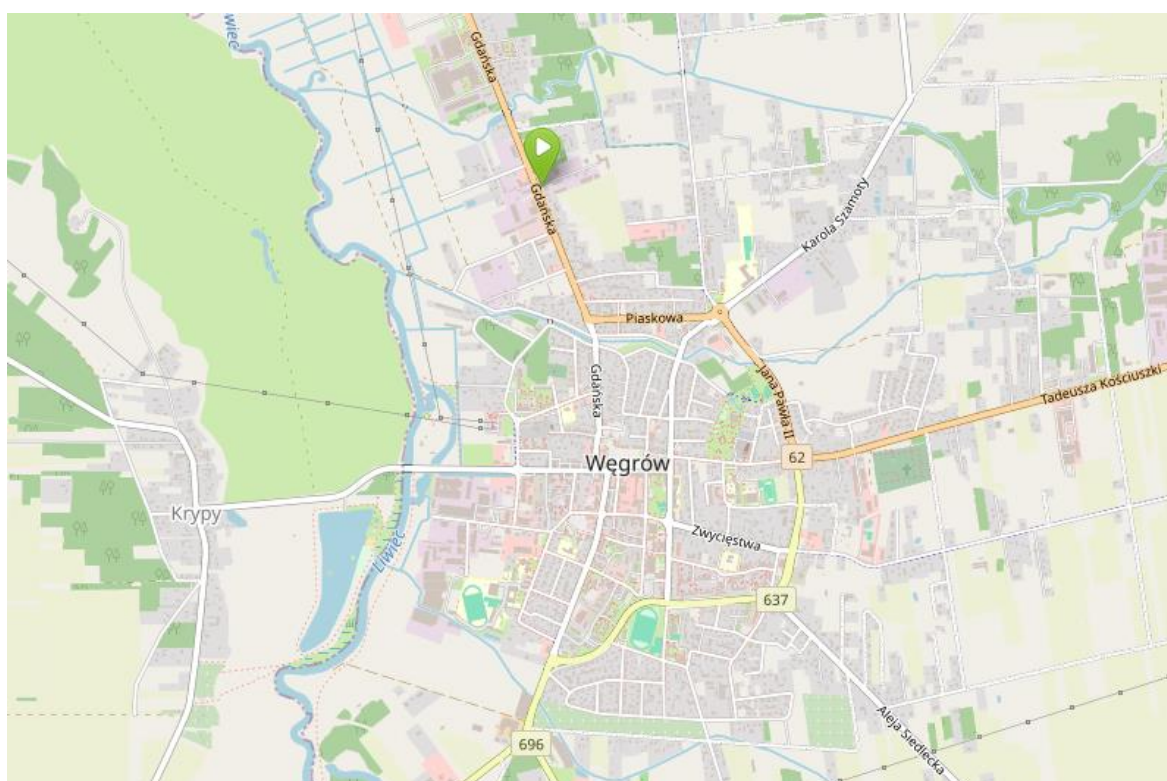 Liwiec
Gdańska
Gdańska
Karola Szamoty
Piaskowa
Gdańska
Jana Pawła II
Tadeusza Kościuszki
62
Węgrów
Krypy
Zwycięstwa
Liwiec
637
Aleja Siedlecka
696